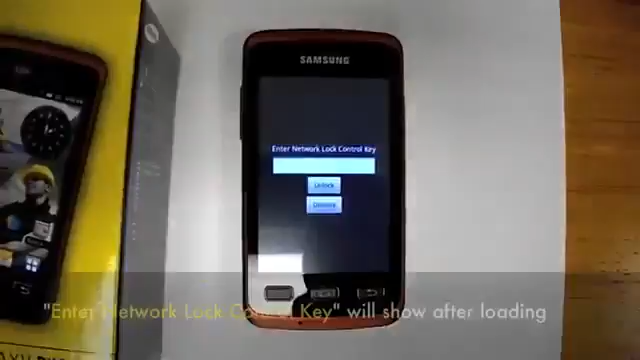 SAMSUNG
Enter Network Lock Control Key
Unlock
Dismiss
"Enter Network Lock Control Key" will show after loading